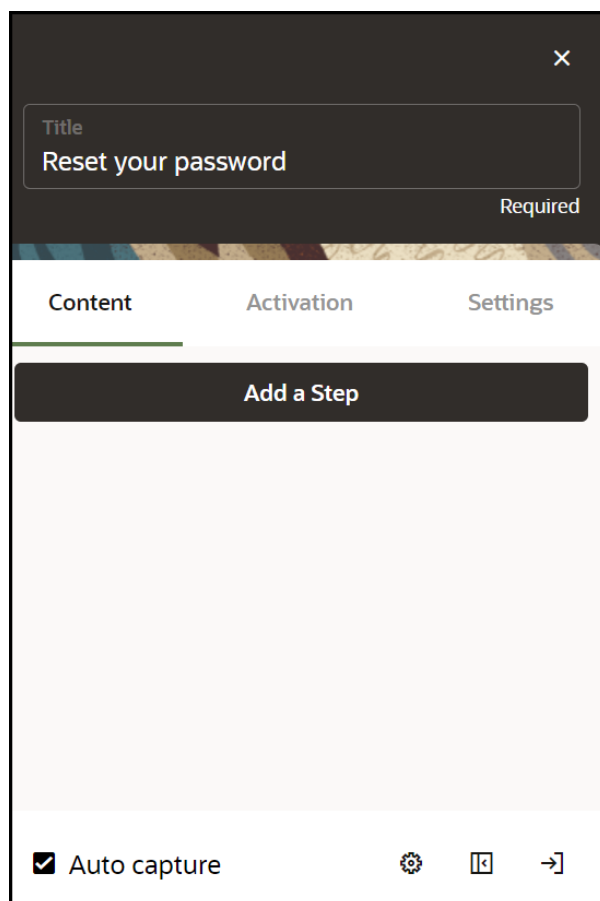 Title
Reset your password
Required
Content Activation Settings
Add a Step
Auto capture